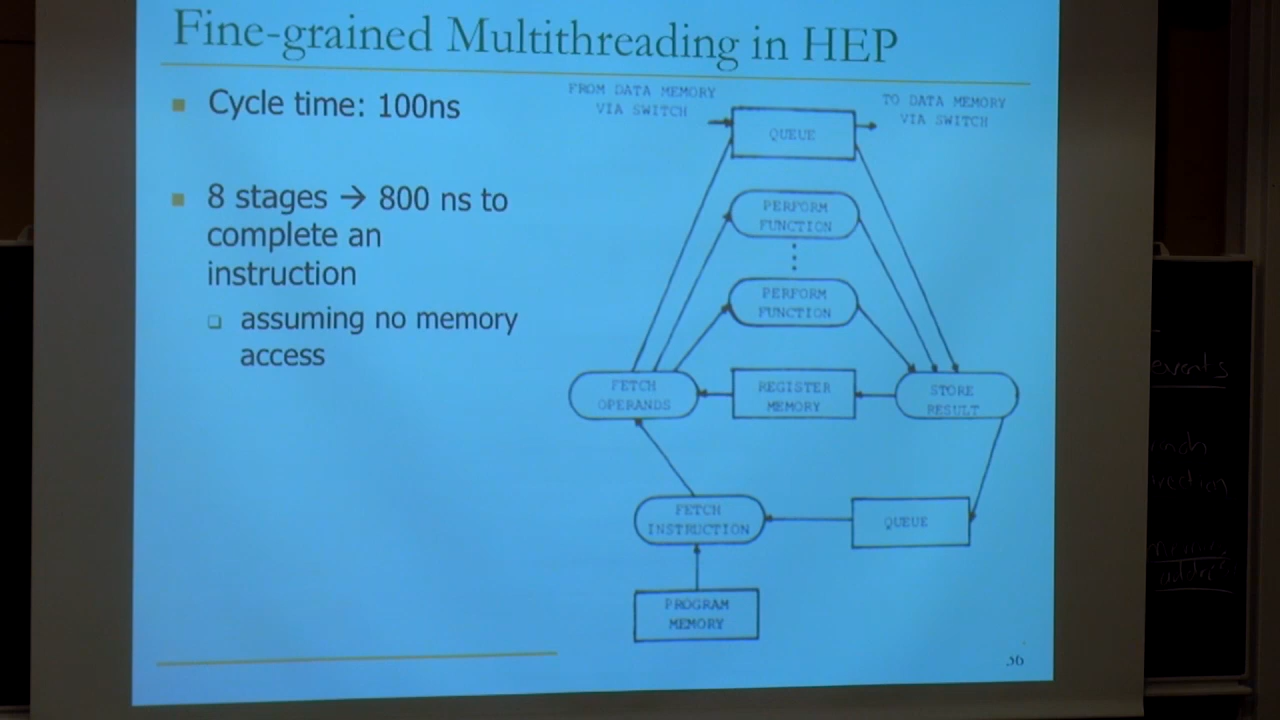 Fine-grained Multithreading in HEP
Cycle time: 100ns
8 stages → 800 ns to
complete an
instruction
assuming no memory
access
FROM DATA MEMORY
VIA SWITCH
TO DATA MEMORY
VIA SWITCH
QUEUE
PERFORM
FUNCTION
PERFORM
FUNCTION
FETCH
OPERANDS
REGISTER
MEMORY
STORE
RESULT
FETCH
INSTRUCTION
QUEUE
PROGRAM
MEMORY
events